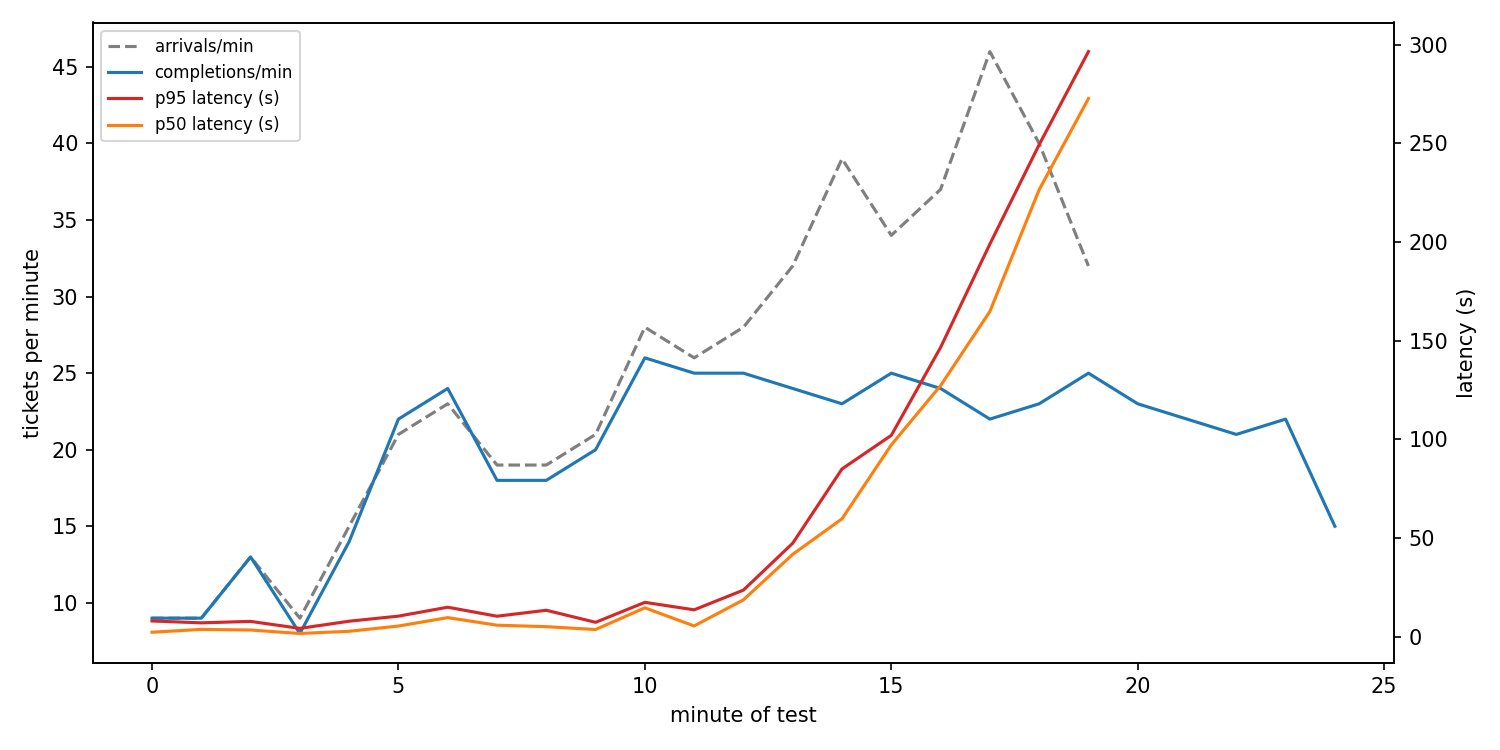 arrivals/min
completions/min
p95 latency (s)
p50 latency (s)
tickets per minute
45
40
35
30
25
20
15
10
latency (s)
300
250
200
150
100
50
0
0 5 10 15 20 25
minute of test